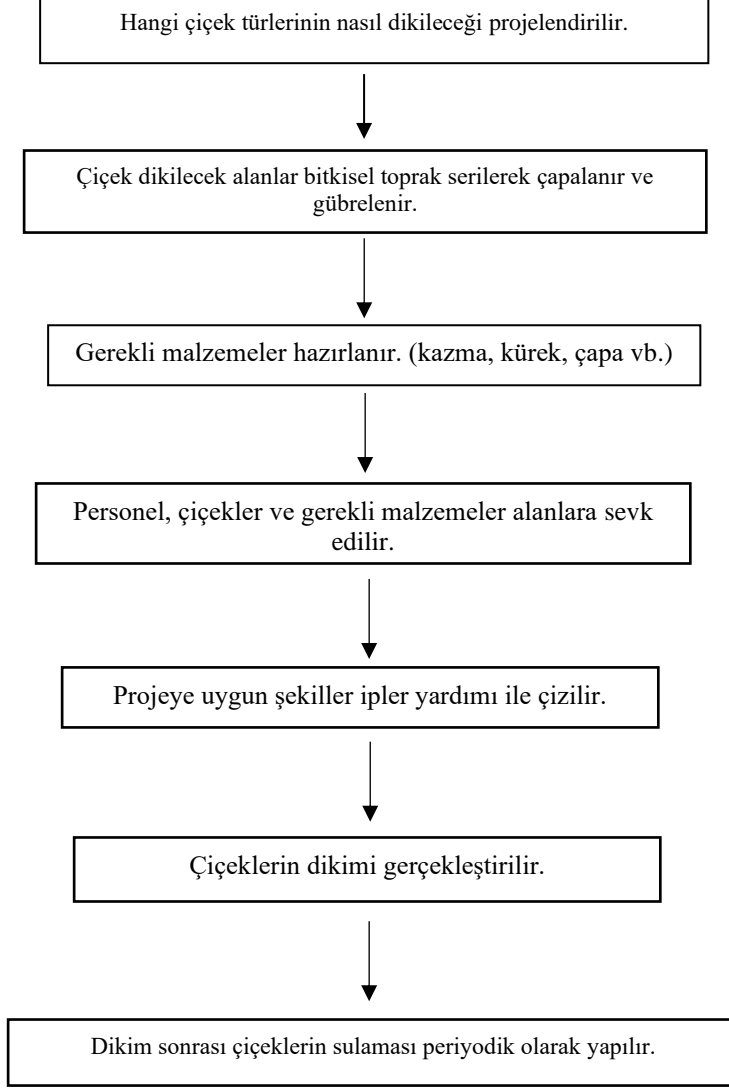 Hangi çiçek türlerinin nasıl dikileceği projelendirilir.
Çiçek dikilecek alanlar bitkisel toprak serilerek çapalanır ve
gübrelenir.
Gerekli malzemeler hazırlanır. (kazma, kürek, çapa vb.)
Personel, çiçekler ve gerekli malzemeler alanlara sevk
edilir.
Projeye uygun şekiller ipler yardımı ile çizilir.
Çiçeklerin dikimi gerçekleştirilir.
Dikim sonrası çiçeklerin sulaması periyodik olarak yapılır.